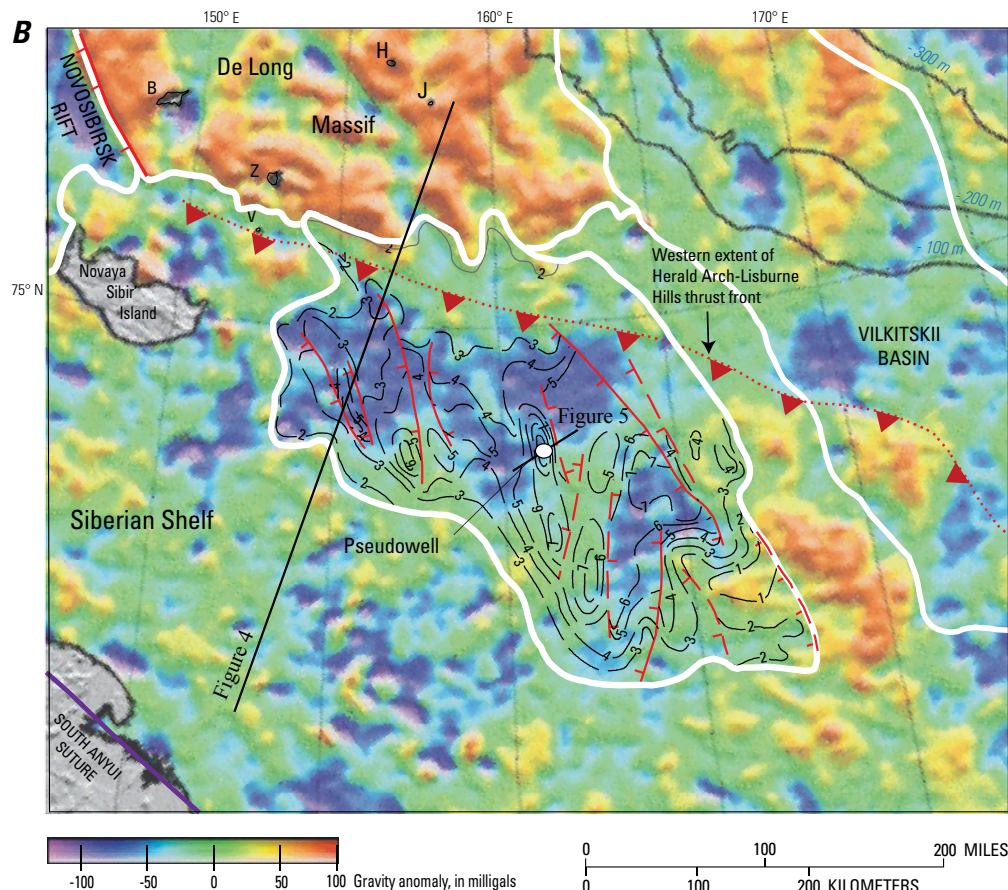 B
150° E
160° E
170° E
H
De Long
B
J
Massif
NOVOSIBIRSK
RIFT
Z
V
- 300 m
- 200 m
- 100 m
75° N
Novaya
Sibir'
Island
Western extent of
Herald Arch-Lisburne
Hills thrust front
VILKITSKII
BASIN
Figure 5
Siberian Shelf
Pseudowell
Figure 4
SOUTH ANYUI
SUTURE
-100
-50
0
50
100
Gravity anomaly, in milligals
0
100
200 MILES
0
100
200 KILOMETERS